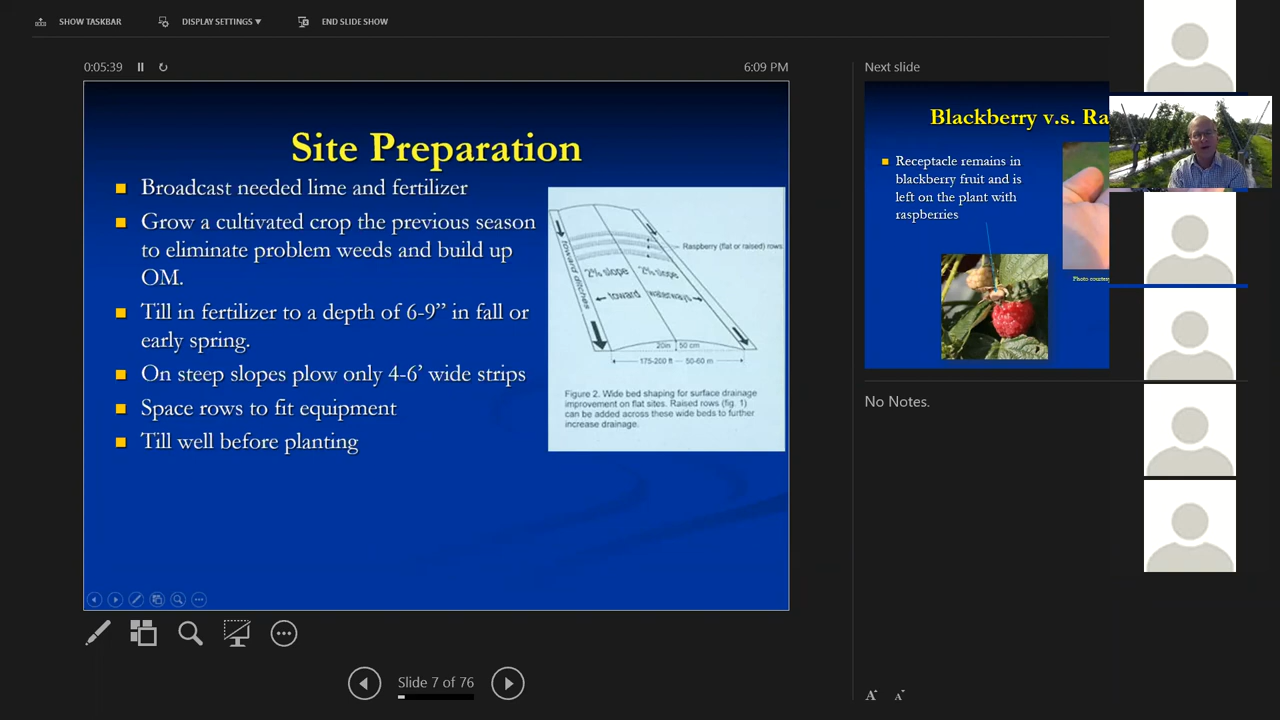 SHOW TASKBAR
DISPLAY SETTINGS ▼
END SLIDE SHOW
0:05:39
6:09 PM
Site Preparation
Broadcast needed lime and fertilizer
Grow a cultivated crop the previous season
to eliminate problem weeds and build up
OM.
Till in fertilizer to a depth of 6-9” in fall or
early spring.
On steep slopes plow only 4-6’ wide strips
Space rows to fit equipment
Till well before planting
Raspberry (flat or raised) rows
toward ditches
2% slope
2% slope
toward
waterways
20in
50 cm
175-200 ft
50-60 m
Figure 2. Wide bed shaping for surface drainage
improvement on flat sites. Raised rows (fig. 1)
can be added across these wide beds to further
increase drainage.
Slide 7 of 76
Next slide
Blackberry v.s. Ra
Receptacle remains in
blackberry fruit and is
left on the plant with
raspberries
Photo courtesy
No Notes.
A
A